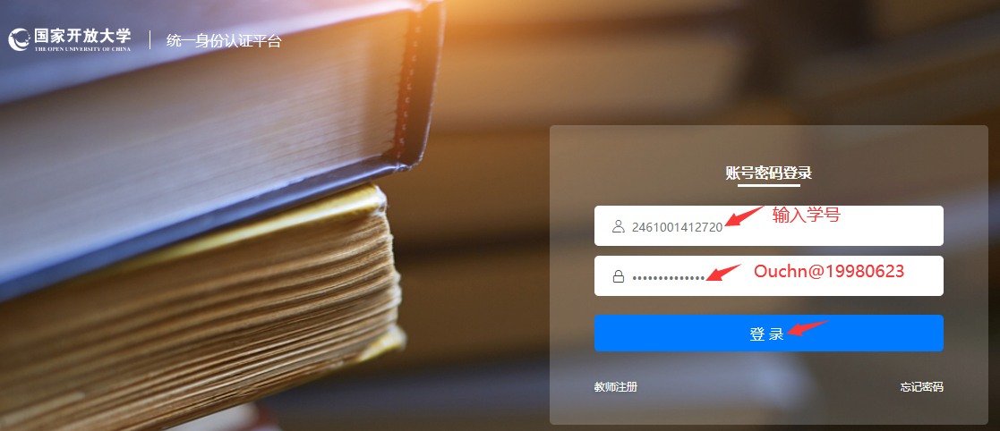 国家开放大学
THE OPEN UNIVERSITY OF CHINA
统一身份认证平台
账号密码登录
2461001412720
输入学号
••••••••••••••
Ouchn@19980623
登 录
教师注册
忘记密码